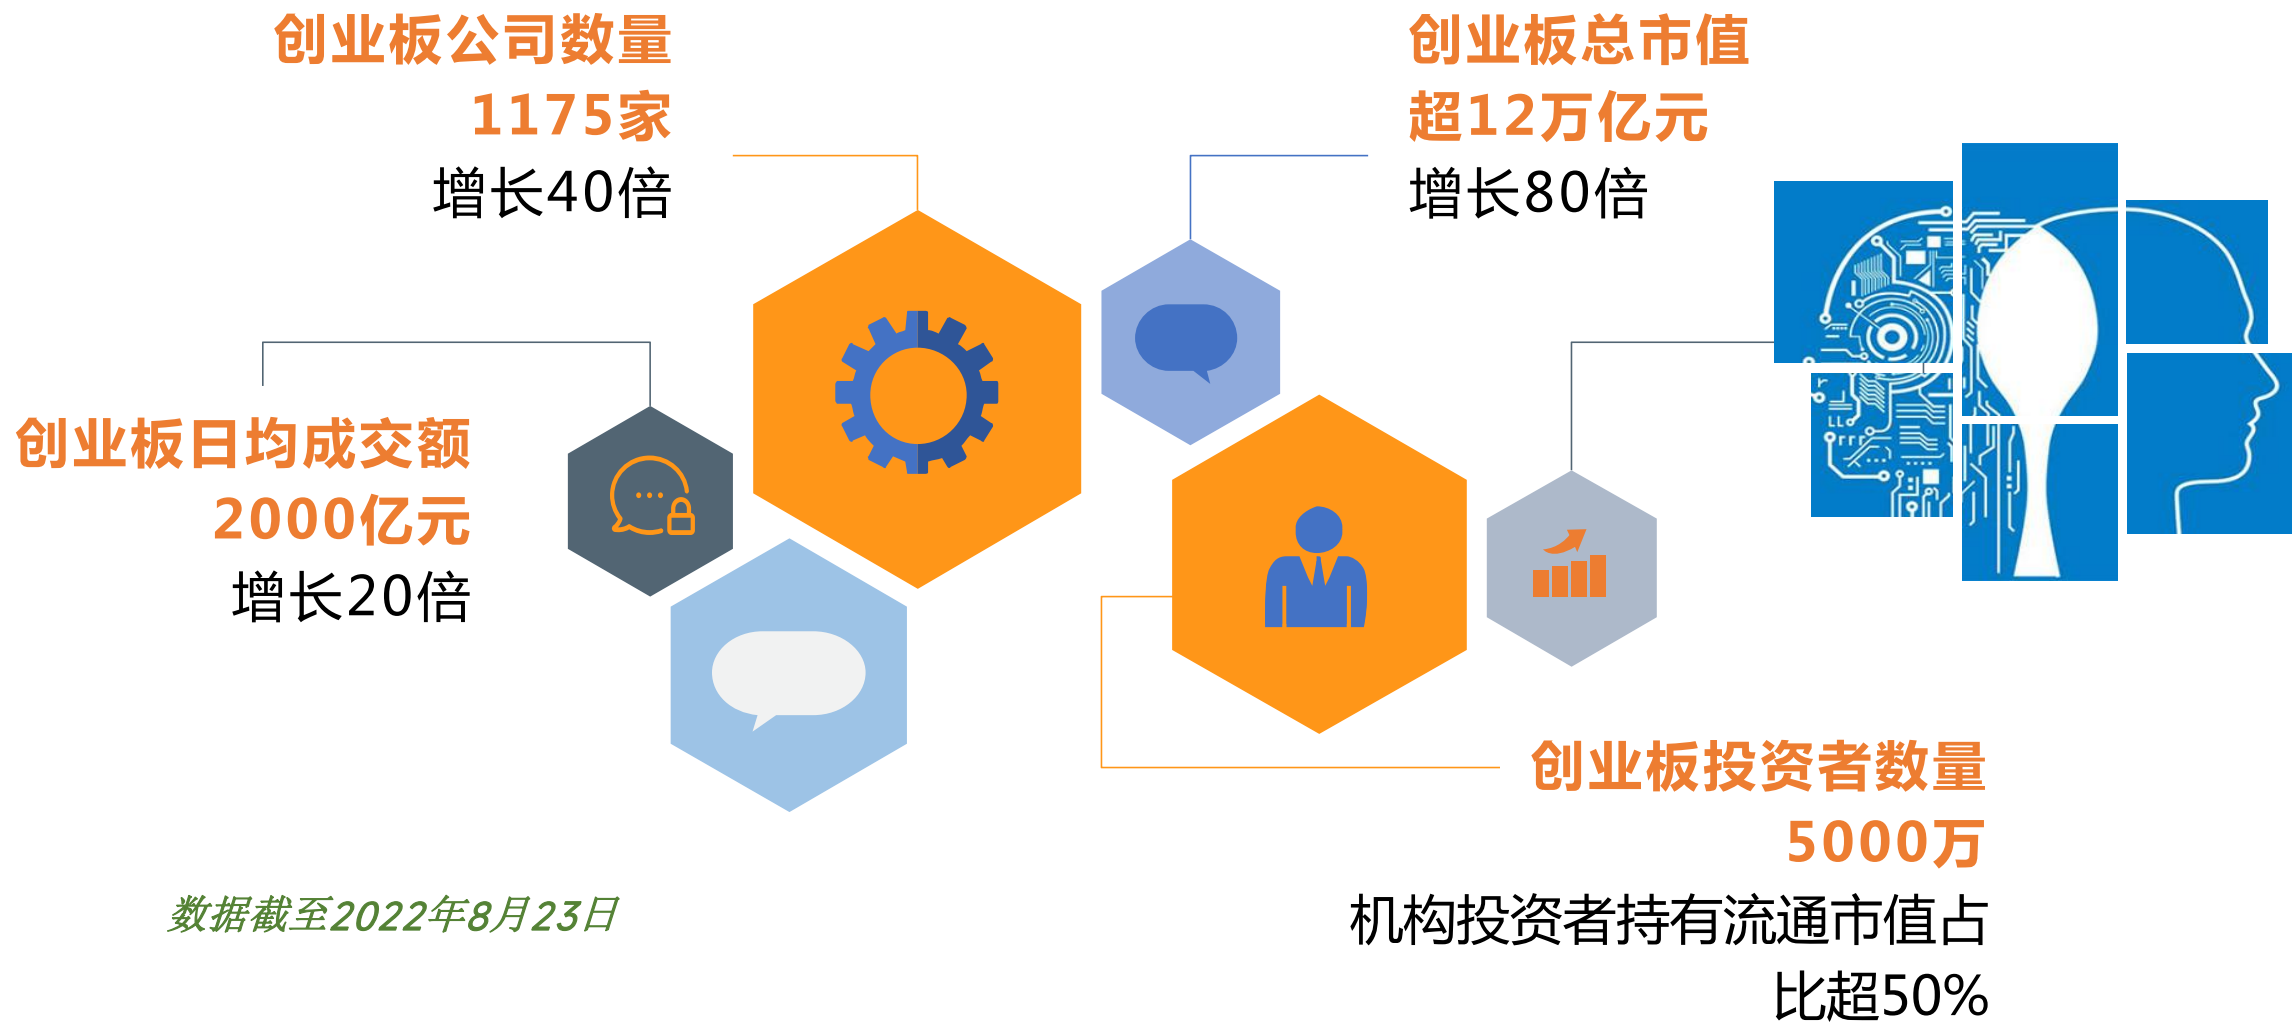 创业板公司数量
1175家
增长40倍
创业板总市值
超12万亿元
增长80倍
创业板日均成交额
2000亿元
增长20倍
创业板投资者数量
5000万
机构投资者持有流通市值占
比超50%
数据截至2022年8月23日